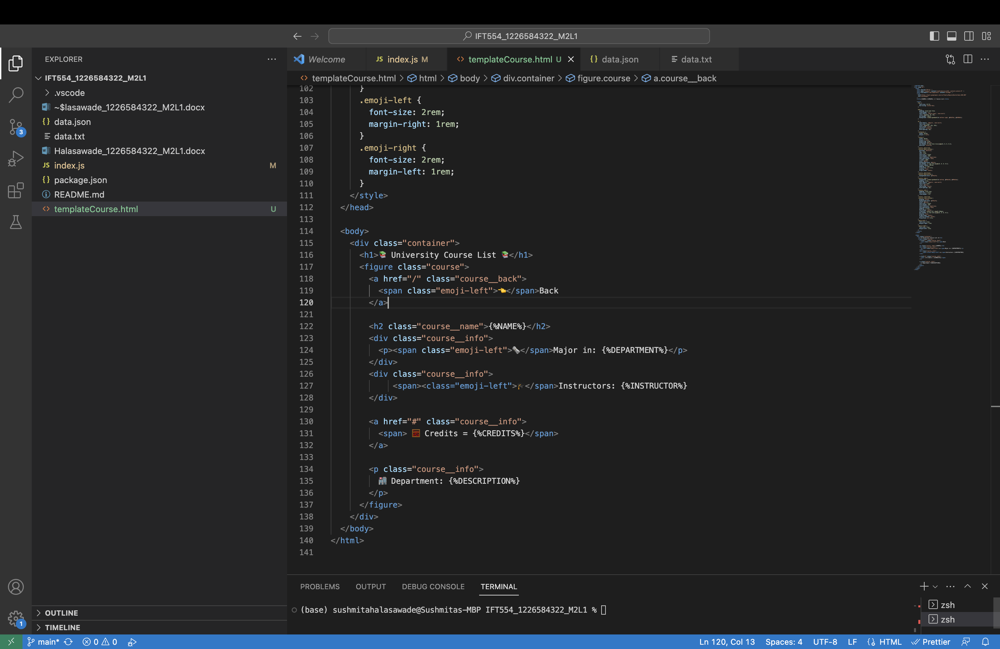 IFT554_1226584322_M2L1
EXPLORER
Welcome
JS index.js M
<> templateCourse.html U
{} data.json
data.txt
<> templateCourse.html > html > body > div.container > figure.course > a.course__back
IFT554_1226584322_M2L1
.vscode
~$lasawade_1226584322_M2L1.docx
{} data.json
data.txt
Halasawade_1226584322_M2L1.docx
JS index.js M
{} package.json
README.md
<> templateCourse.html U
3
OUTLINE
TIMELINE
1
102 }
103 .emoji-left {
104 font-size: 2rem;
105 margin-right: 1rem;
106 }
107 .emoji-right {
108 font-size: 2rem;
109 margin-left: 1rem;
110 }
111 </style>
112 </head>
113
114 <body>
115 <div class="container">
116 <h1>📚 University Course List 📚</h1>
117 <figure class="course">
118 <a href="/" class="course__back">
119 <span class="emoji-left">👈</span>Back
120 </a>
121
122 <h2 class="course__name">{%NAME%}</h2>
123 <div class="course__info">
124 <p><span class="emoji-left">🗞</span>Major in: {%DEPARTMENT%}</p>
125 </div>
126 <div class="course__info">
127 <span><class="emoji-left">🎓</span>Instructors: {%INSTRUCTOR%}
128 </div>
129
130 <a href="#" class="course__info">
131 <span> 🧮 Credits = {%CREDITS%}</span>
132 </a>
133
134 <p class="course__info">
135 🏥 Department: {%DESCRIPTION%}
136 </p>
137 </figure>
138 </div>
139 </body>
140 </html>
141
PROBLEMS OUTPUT DEBUG CONSOLE TERMINAL
(base) sushmitahalasawade@Sushmitas-MBP IFT554_1226584322_M2L1 %
zsh
zsh
main* 0 0
Ln 120, Col 13 Spaces: 4 UTF-8 LF HTML Prettier